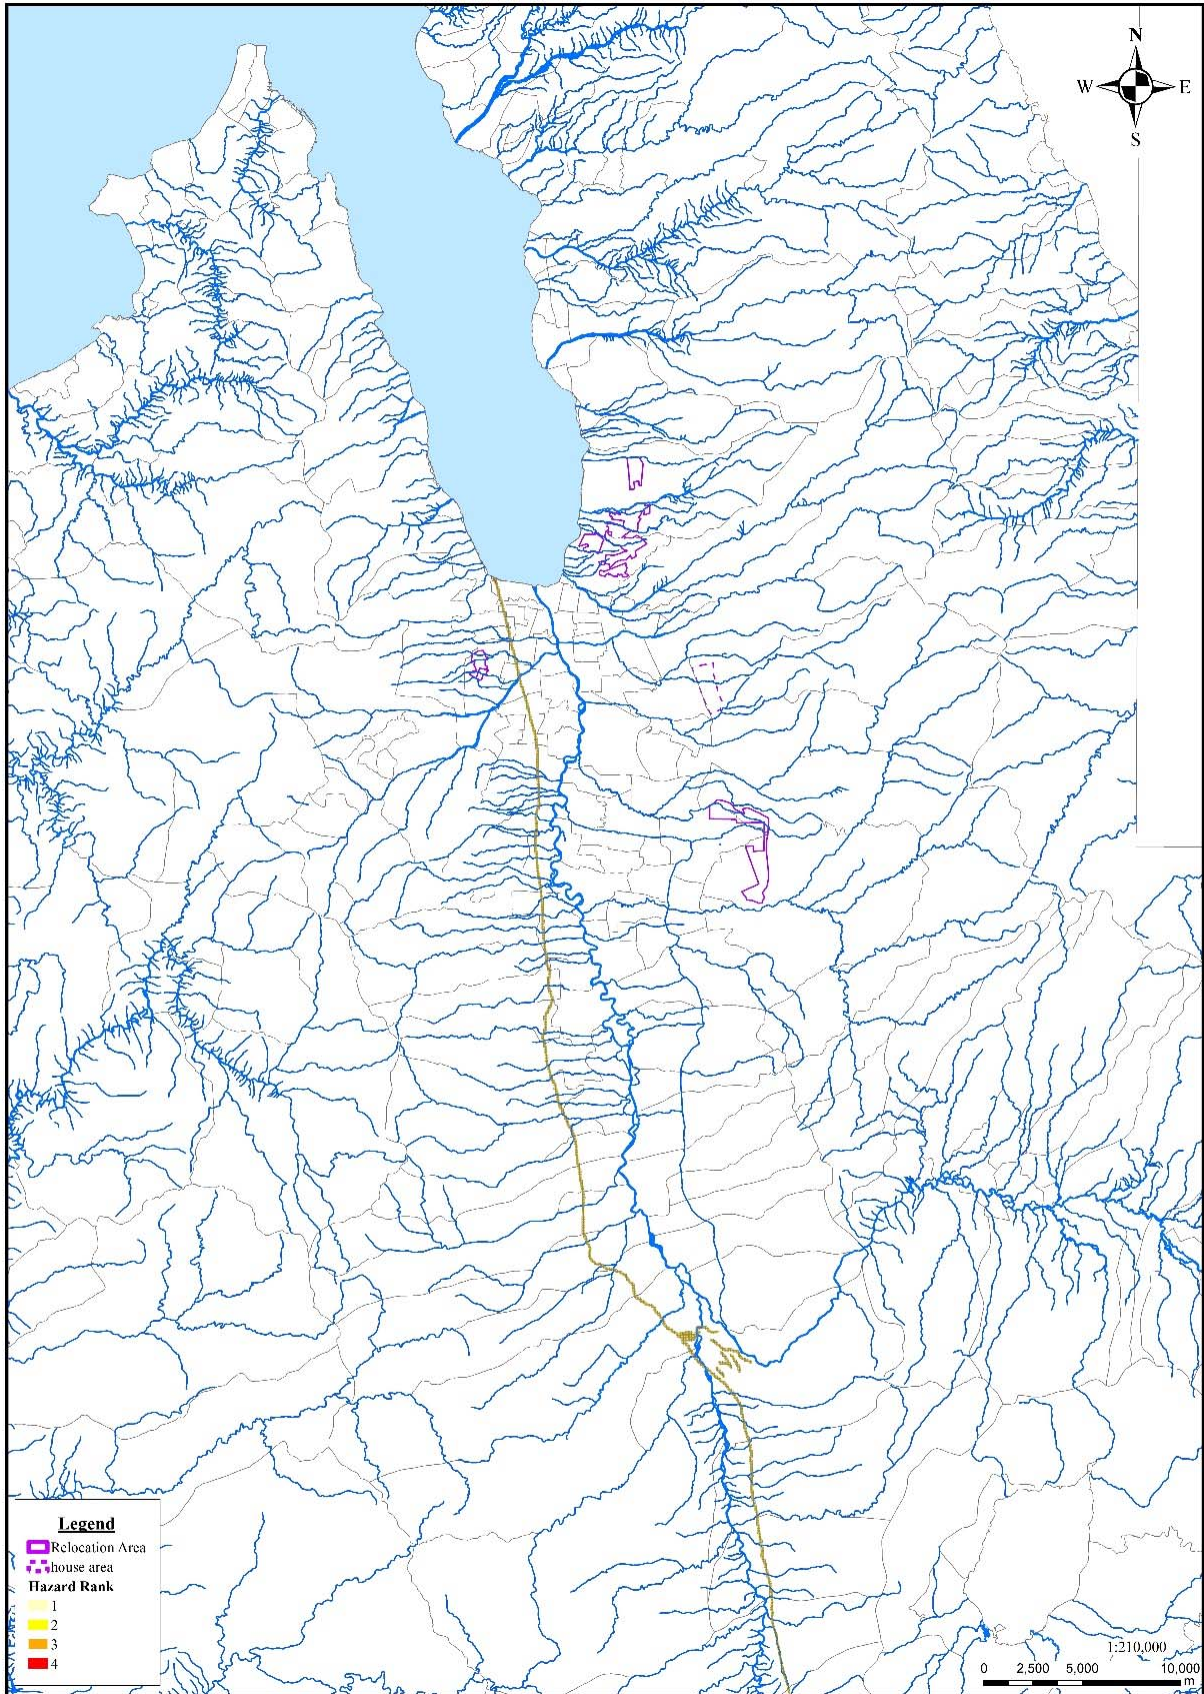 N
W E
S
Legend
Relocation Area
house area
Hazard Rank
1
2
3
4
1:210,000
0 2,500 5,000 10,000
m